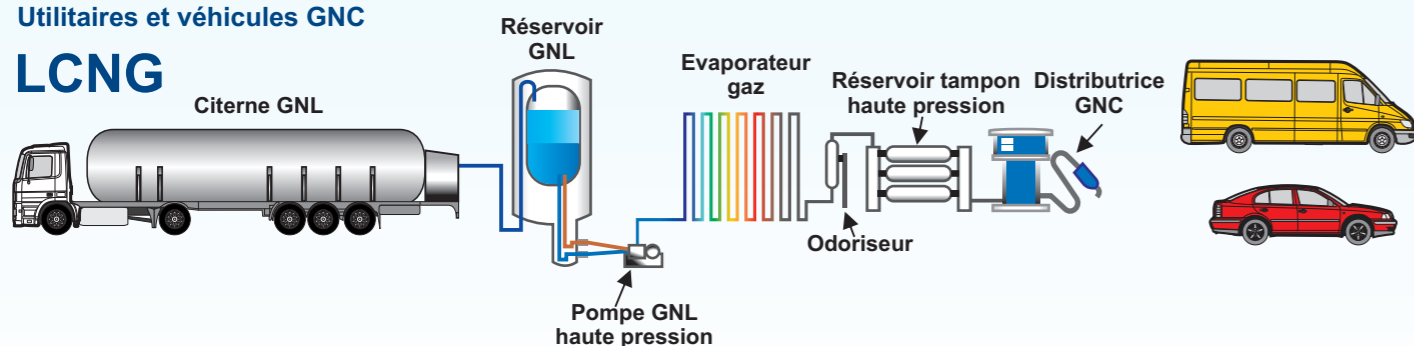 Utilitaires et véhicules GNC
LCNG
Citerne GNL
Réservoir
GNL
Evaporateur
gaz
Réservoir tampon
haute pression
Distributrice
GNC
Odoriseur
Pompe GNL
haute pression